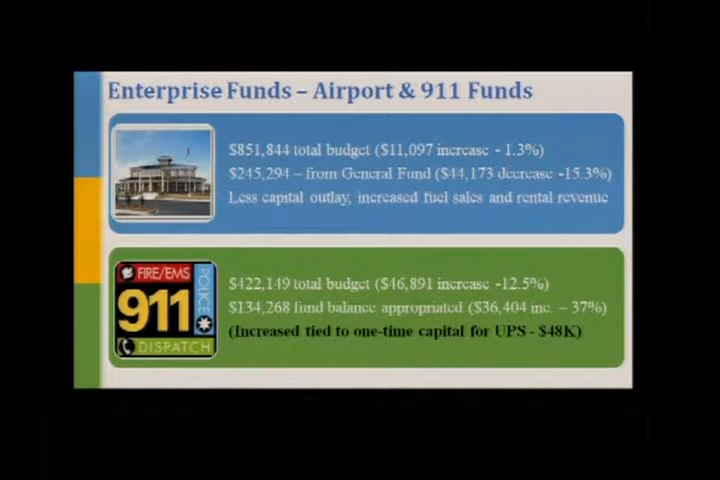 Enterprise Funds – Airport & 911 Funds
$851,844 total budget ($11,097 increase - 1.3%)
$245,294 – from General Fund ($44,173 decrease -15.3%)
Less capital outlay, increased fuel sales and rental revenue
FIRE/EMS
911
POLICE
DISPATCH
$422,149 total budget ($46,891 increase -12.5%)
$134,268 fund balance appropriated ($36,404 inc. – 37%)
(Increased tied to one-time capital for UPS - $48K)